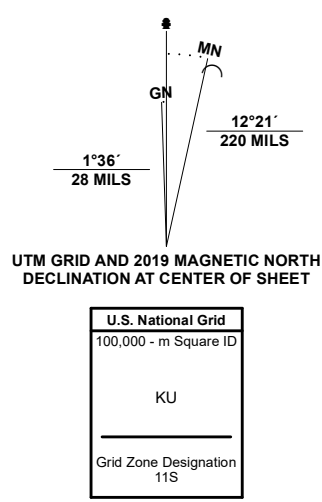 MN
GN
12°21´
220 MILS
1°36´
28 MILS
UTM GRID AND 2019 MAGNETIC NORTH
DECLINATION AT CENTER OF SHEET
U.S. National Grid
100,000 - m Square ID
KU
Grid Zone Designation
11S